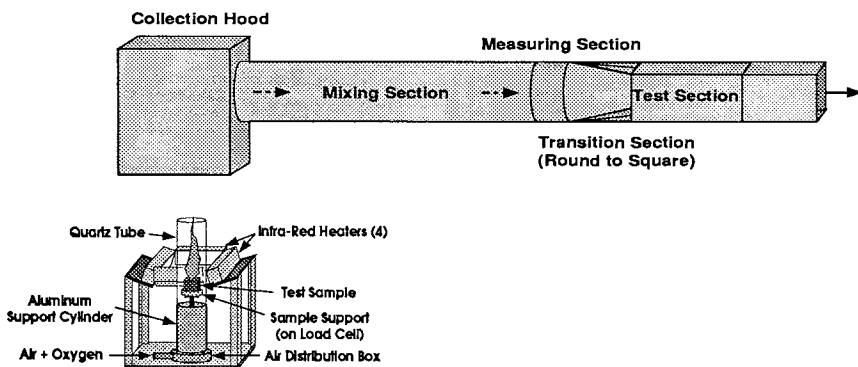 Collection Hood
Measuring Section
Mixing Section
Test Section
Transition Section
(Round to Square)
Quartz Tube
Infra-Red Heaters (4)
Test Sample
Aluminum
Support Cylinder
Sample Support
(on Load Cell)
Air + Oxygen
Air Distribution Box